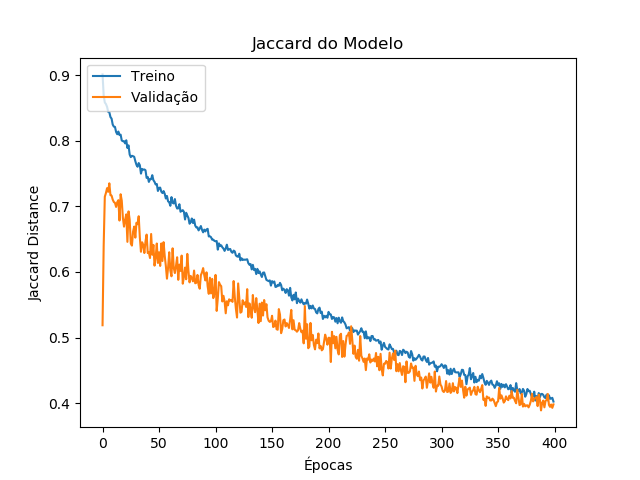 Jaccard do Modelo
Treino
Validação
Jaccard Distance
0.9
0.8
0.7
0.6
0.5
0.4
0 50 100 150 200 250 300 350 400
Épocas